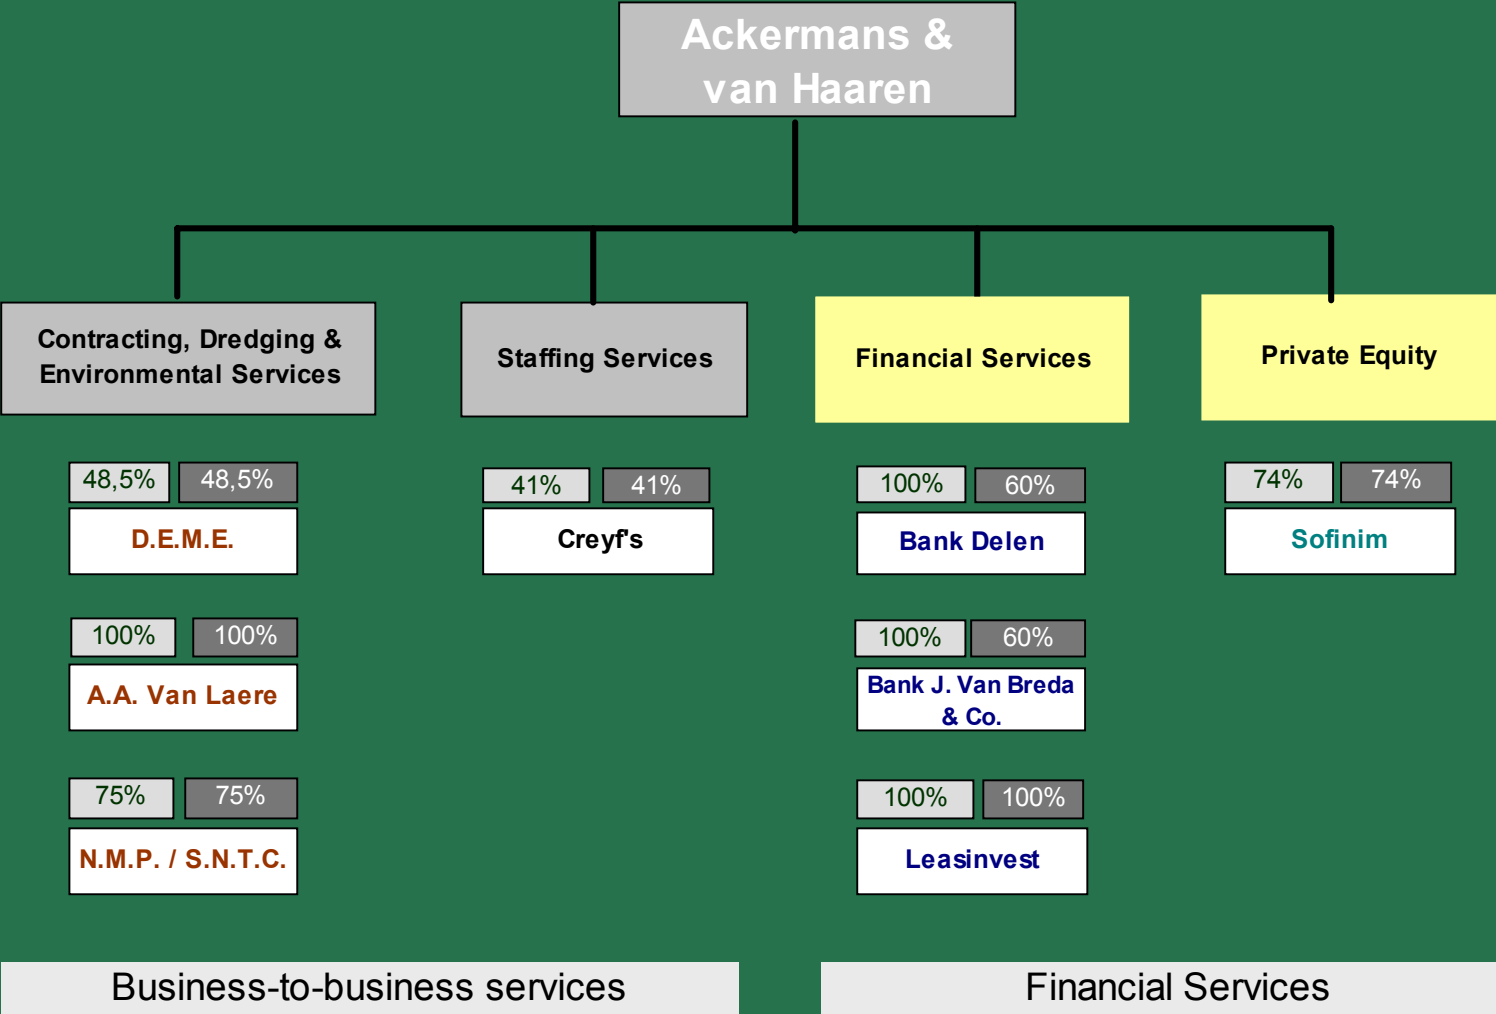 Ackermans &
van Haaren
Contracting, Dredging &
Environmental Services
Staffing Services
Financial Services
Private Equity
48,5% 48,5%
D.E.M.E.
100% 100%
A.A. Van Laere
75% 75%
N.M.P. / S.N.T.C.
41% 41%
Creyf's
100% 60%
Bank Delen
100% 60%
Bank J. Van Breda
& Co.
100% 100%
Leasinvest
74% 74%
Sofinim
Business-to-business services
Financial Services